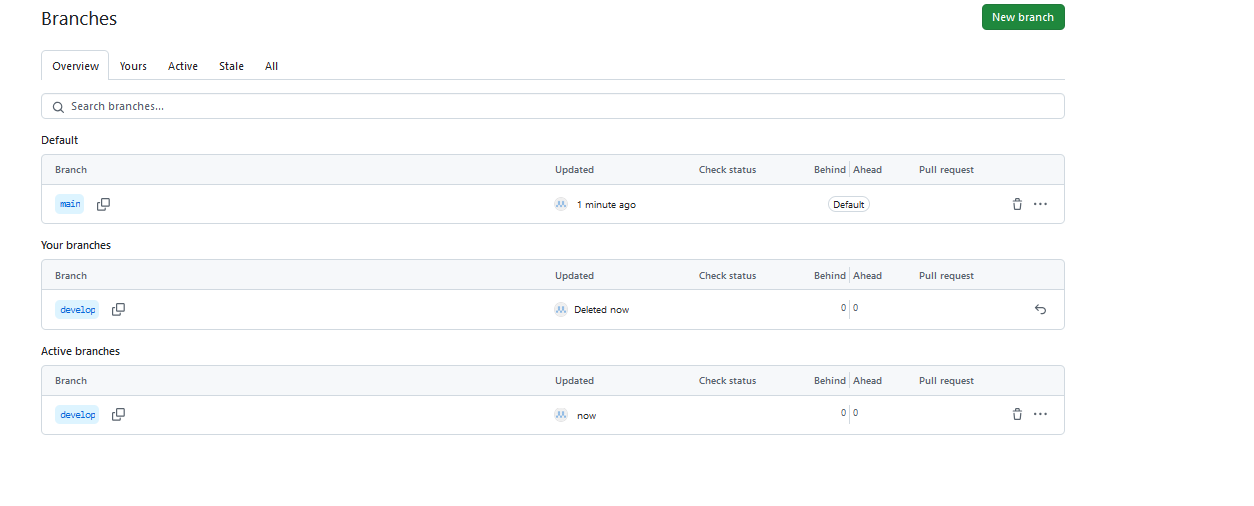 Branches
New branch
Overview Yours Active Stale All
Search branches...
Default
Branch Updated Check status Behind Ahead Pull request
main 1 minute ago Default
Your branches
Branch Updated Check status Behind Ahead Pull request
develop Deleted now 0 0
Active branches
Branch Updated Check status Behind Ahead Pull request
develop now 0 0